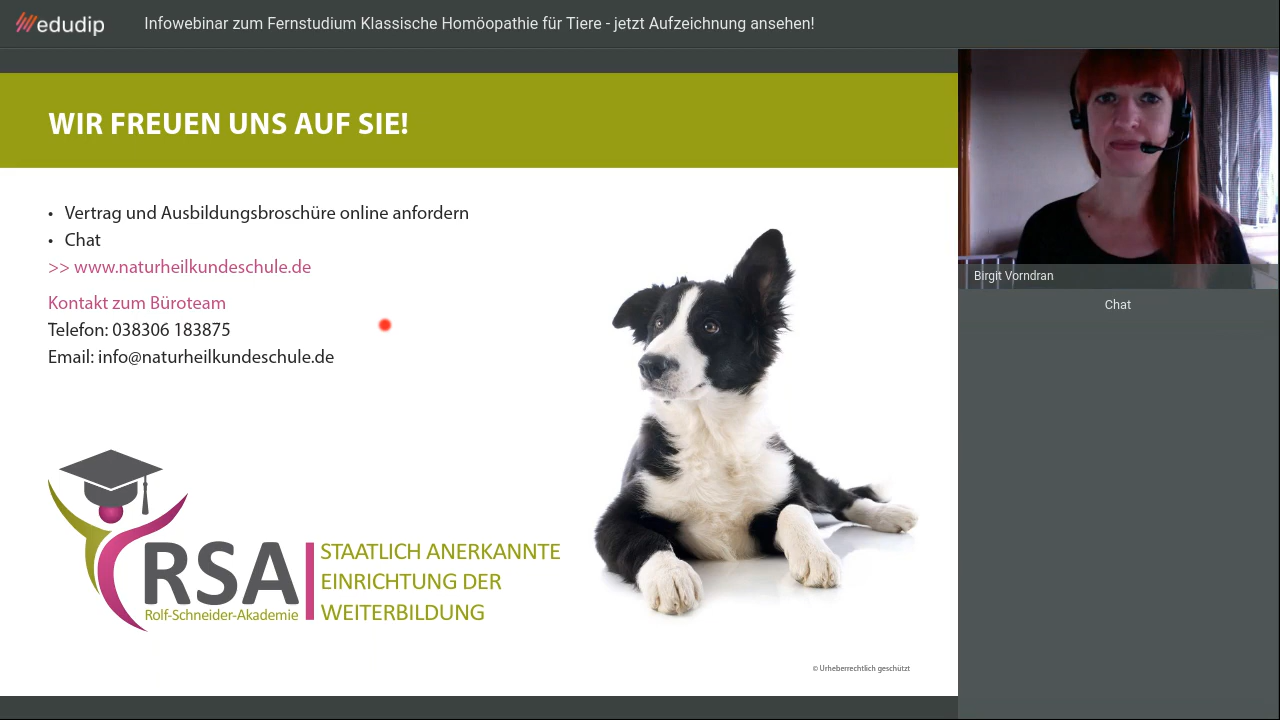 edudip
Infowebinar zum Fernstudium Klassische Homöopathie für Tiere - jetzt Aufzeichnung ansehen!
WIR FREUEN UNS AUF SIE!
• Vertrag und Ausbildungsbroschüre online anfordern
• Chat
>> www.naturheilkundeschule.de
Kontakt zum Büroteam
Telefon: 038306 183875
Email: info@naturheilkundeschule.de
RSA
Rolf-Schneider-Akademie
STAATLICH ANERKANNTE
EINRICHTUNG DER
WEITERBILDUNG
© Urheberrechtlich geschützt
Birgit Vorndran
Chat